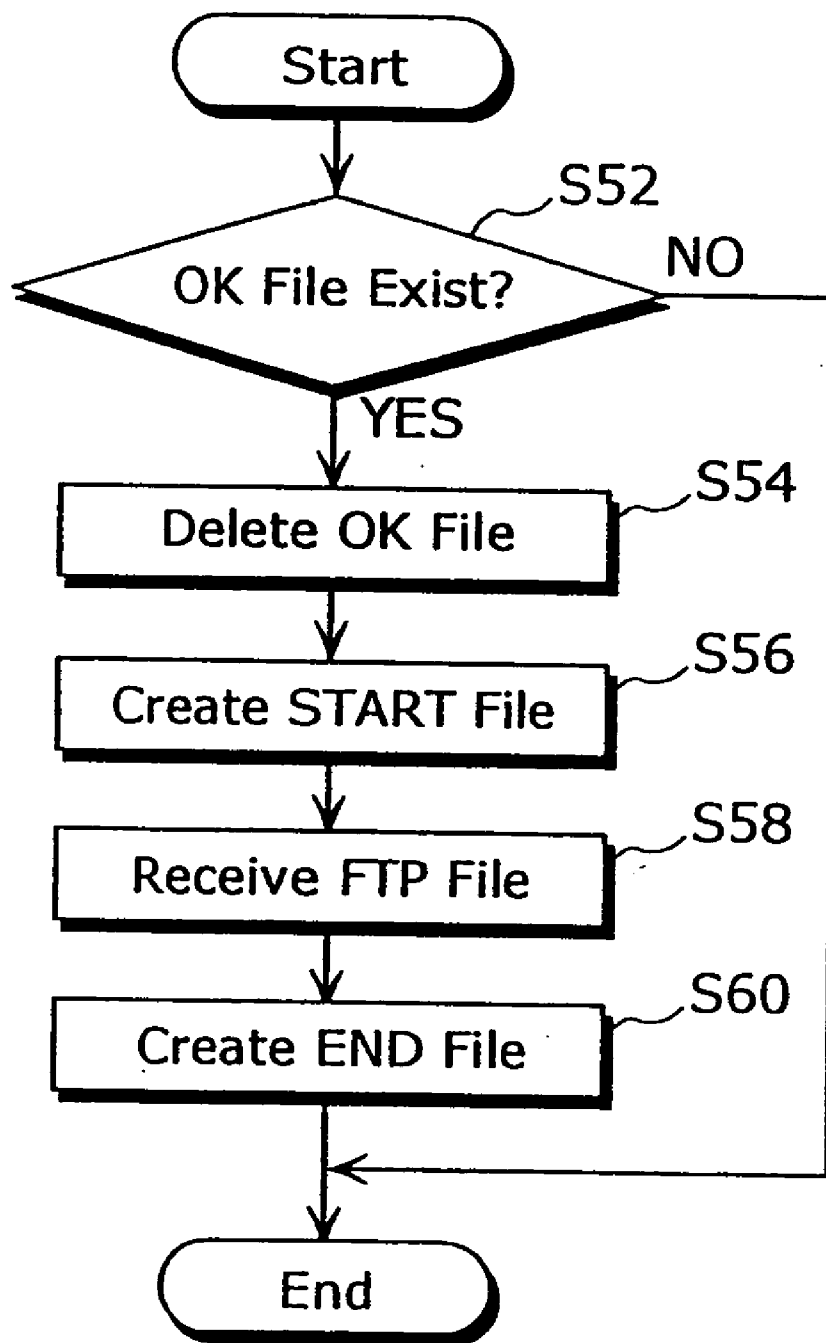 Start
S52
OK File Exist?
NO
YES
S54
Delete OK File
S56
Create START File
S58
Receive FTP File
S60
Create END File
End